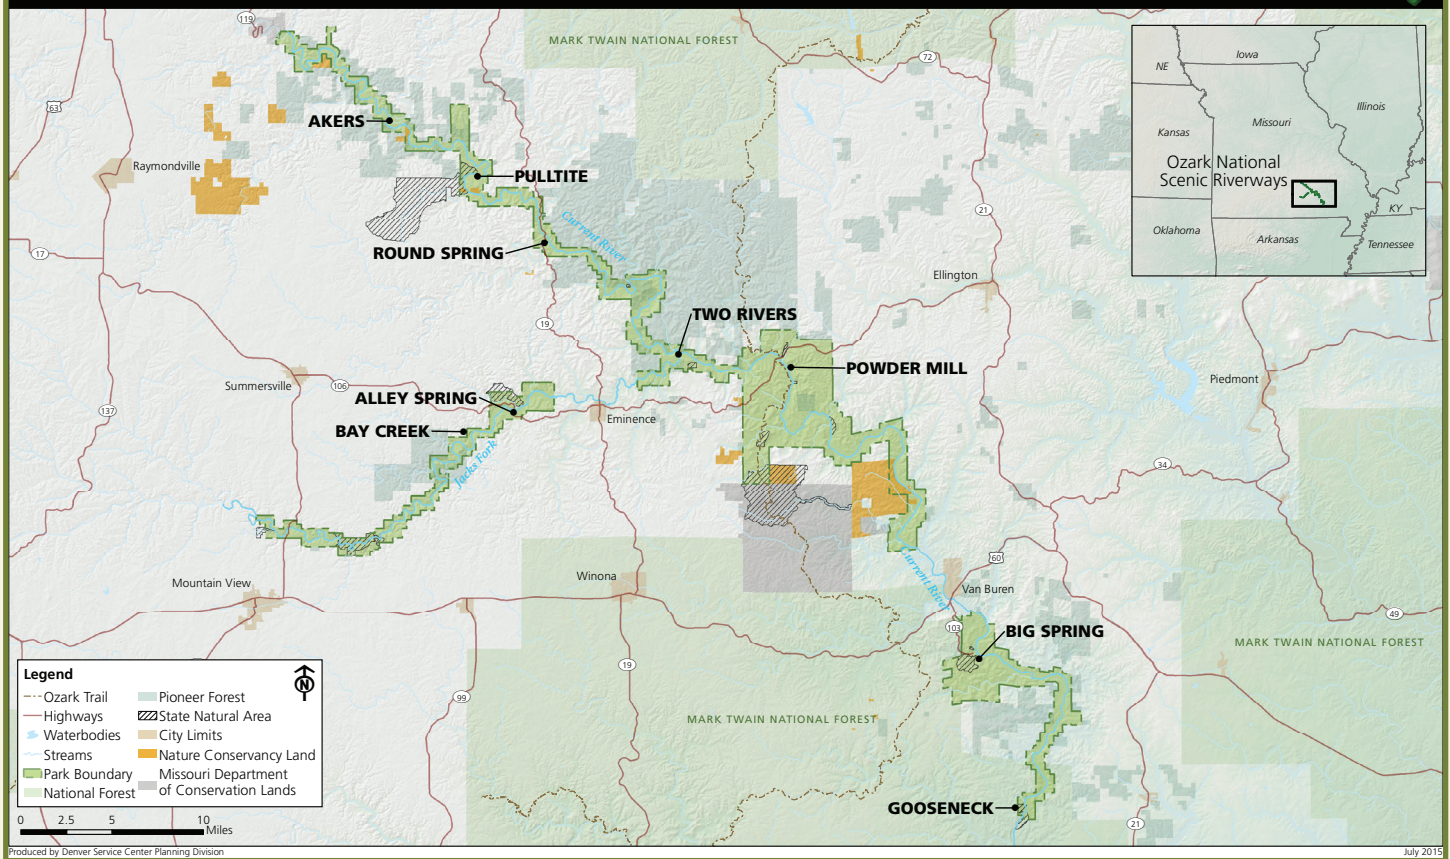 119
MARK TWAIN NATIONAL FOREST
72
63
AKERS
Raymondville
PULLTITE
17
ROUND SPRING
Current River
21
Ellington
NE
Iowa
Illinois
Missouri
Kansas
Ozark National
Scenic Riverways
KY
Oklahoma
Arkansas
Tennessee
TWO RIVERS
19
POWDER MILL
Summersville
106
ALLEY SPRING
137
BAY CREEK
Eminence
Piedmont
Jacks Fork
34
Current River
60
Mountain View
Winona
Van Buren
49
103
BIG SPRING
MARK TWAIN NATIONAL FOREST
19
99
MARK TWAIN NATIONAL FOREST
GOOSENECK
21
Legend
N
Ozark Trail
Highways
Waterbodies
Streams
Park Boundary
National Forest
Pioneer Forest
State Natural Area
City Limits
Nature Conservancy Land
Missouri Department
of Conservation Lands
0 2.5 5 10
Miles
Produced by Denver Service Center Planning Division
July 2015